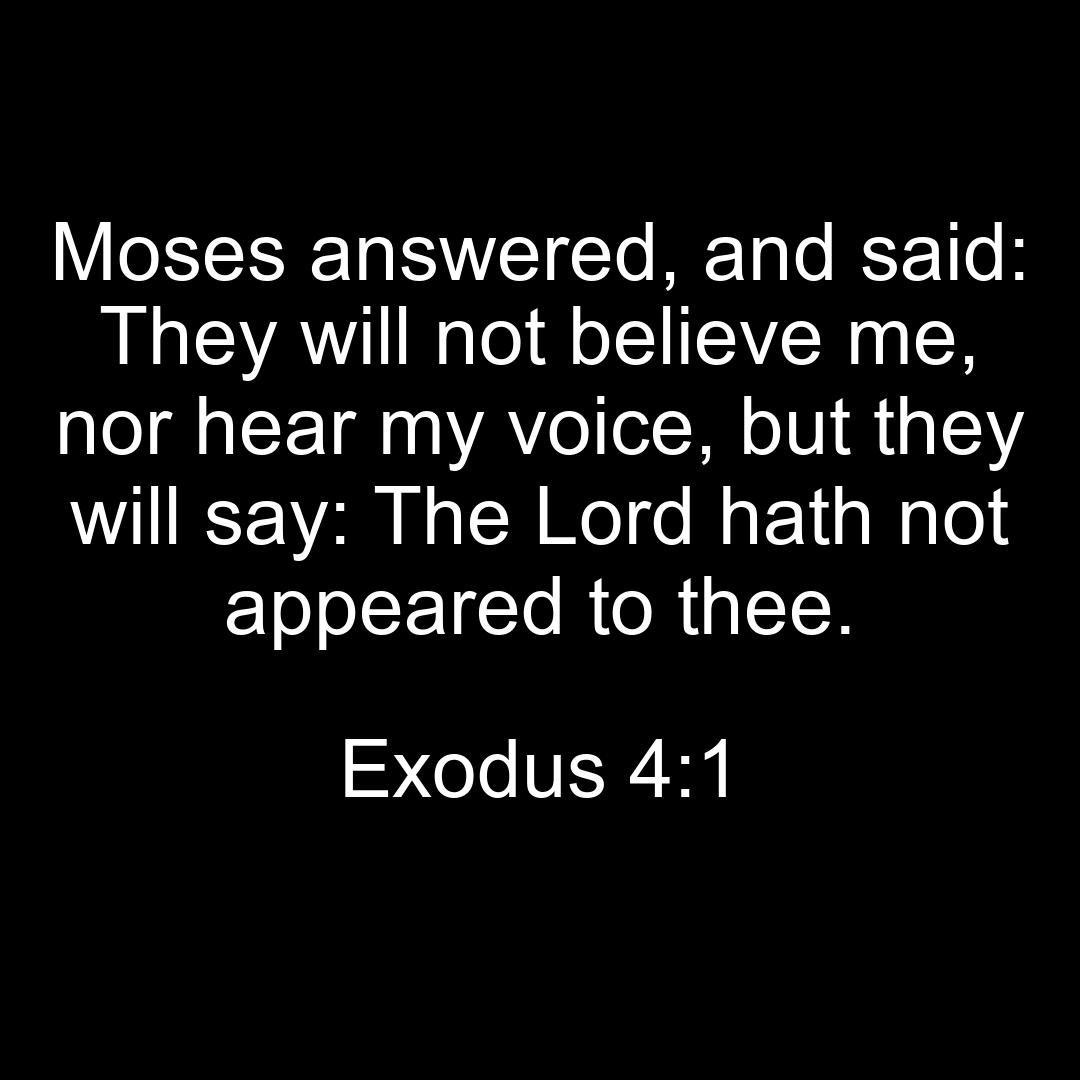 Moses answered, and said:
They will not believe me,
nor hear my voice, but they
will say: The Lord hath not
appeared to thee.
Exodus 4:1